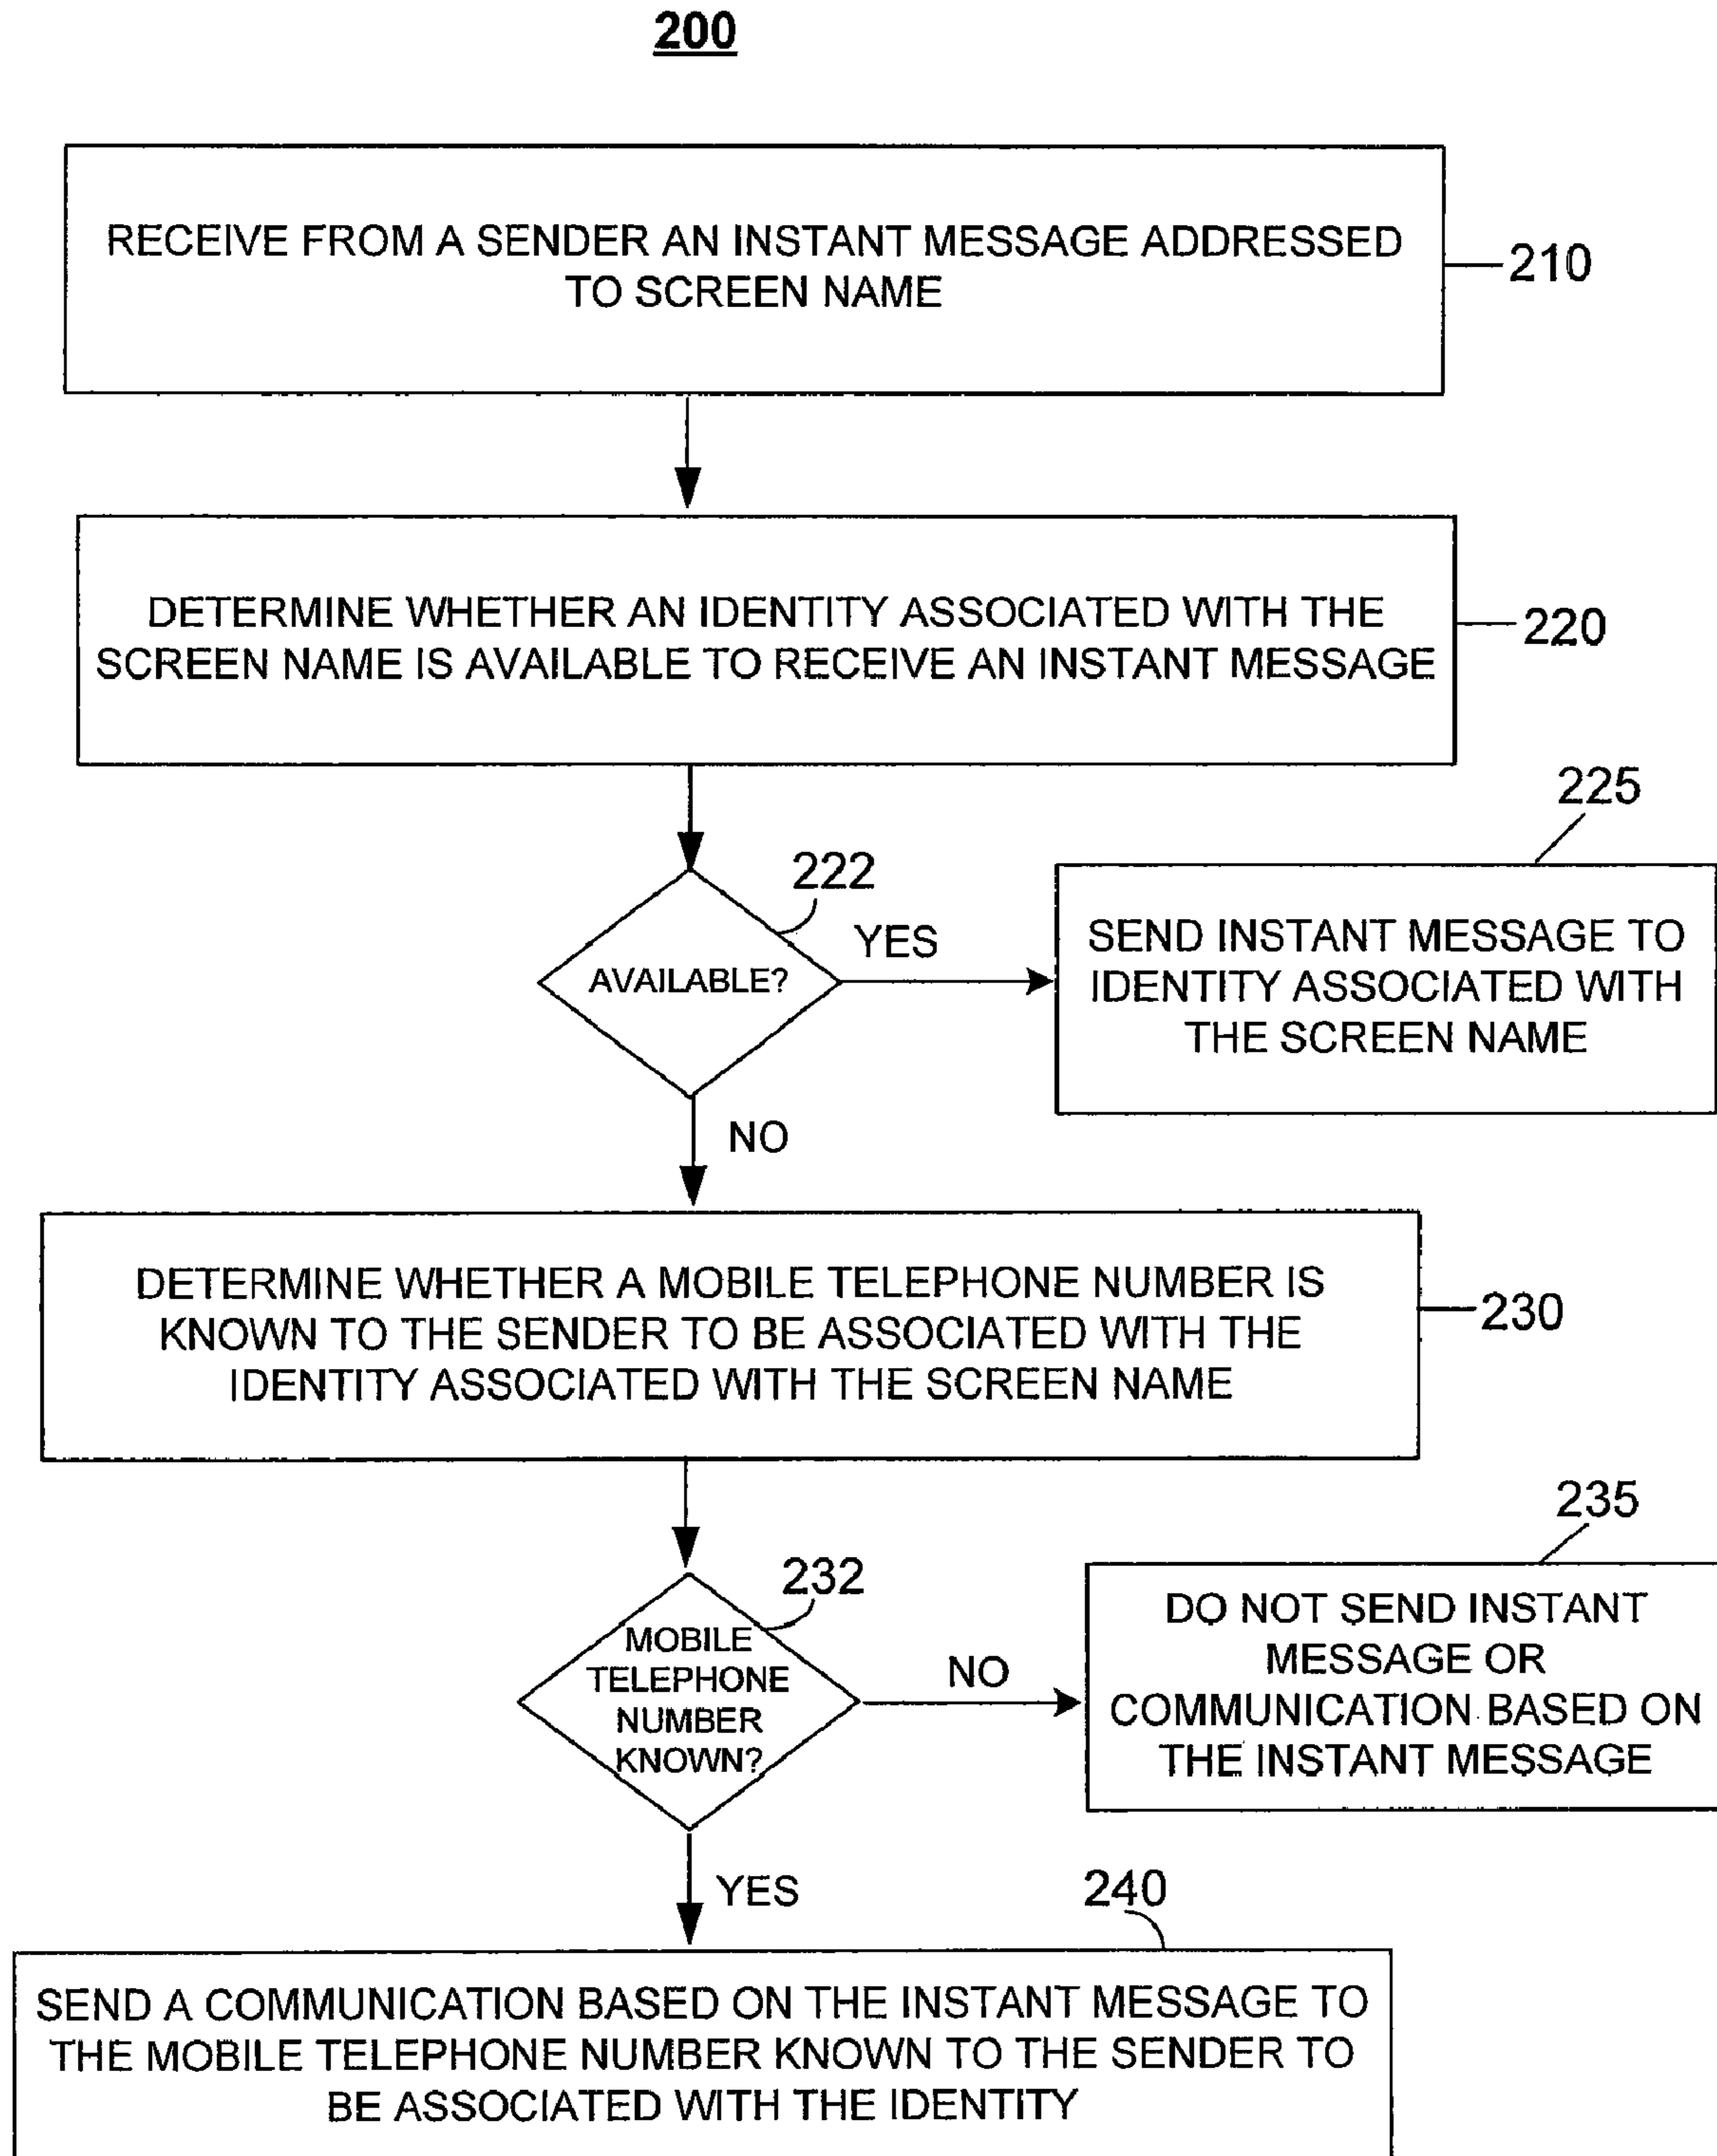 200
RECEIVE FROM A SENDER AN INSTANT MESSAGE ADDRESSED
TO SCREEN NAME
210
DETERMINE WHETHER AN IDENTITY ASSOCIATED WITH THE
SCREEN NAME IS AVAILABLE TO RECEIVE AN INSTANT MESSAGE
220
225
222
YES
AVAILABLE?
SEND INSTANT MESSAGE TO
IDENTITY ASSOCIATED WITH
THE SCREEN NAME
NO
DETERMINE WHETHER A MOBILE TELEPHONE NUMBER IS
KNOWN TO THE SENDER TO BE ASSOCIATED WITH THE
IDENTITY ASSOCIATED WITH THE SCREEN NAME
230
235
232
MOBILE
TELEPHONE
NUMBER
KNOWN?
NO
DO NOT SEND INSTANT
MESSAGE OR
COMMUNICATION BASED ON
THE INSTANT MESSAGE
YES
240
SEND A COMMUNICATION BASED ON THE INSTANT MESSAGE TO
THE MOBILE TELEPHONE NUMBER KNOWN TO THE SENDER TO
BE ASSOCIATED WITH THE IDENTITY